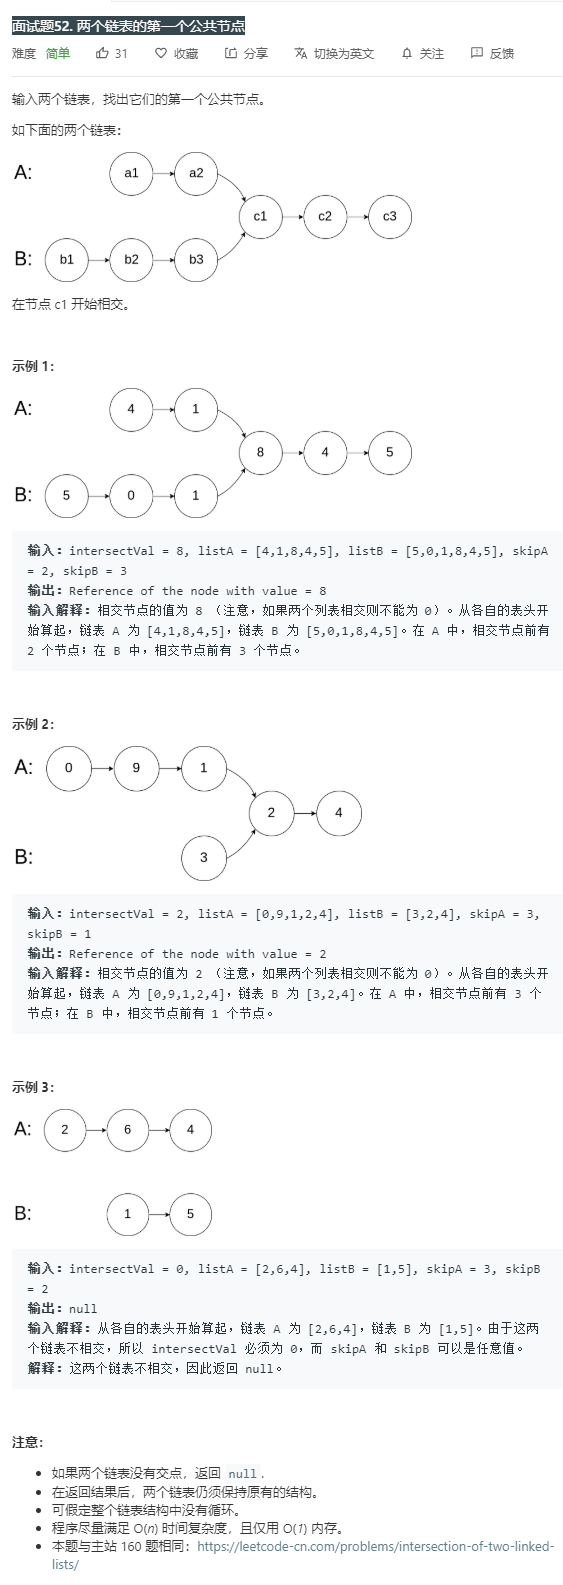 面试题52. 两个链表的第一个公共节点
难度 简单 31 收藏 分享 切换为英文 关注 反馈
输入两个链表，找出它们的第一个公共节点。
如下面的两个链表：
A: a1 a2
c1 c2 c3
B: b1 b2 b3
在节点 c1 开始相交。
示例 1：
A: 4 1
8 4 5
B: 5 0 1
输入：intersectVal = 8, listA = [4,1,8,4,5], listB = [5,0,1,8,4,5], skipA
= 2, skipB = 3
输出：Reference of the node with value = 8
输入解释：相交节点的值为 8 （注意，如果两个列表相交则不能为 0）。从各自的表头开
始算起，链表 A 为 [4,1,8,4,5]，链表 B 为 [5,0,1,8,4,5]。在 A 中，相交节点前有
2 个节点；在 B 中，相交节点前有 3 个节点。
示例 2：
A: 0 9 1
2 4
B: 3
输入：intersectVal = 2, listA = [0,9,1,2,4], listB = [3,2,4], skipA = 3,
skipB = 1
输出：Reference of the node with value = 2
输入解释：相交节点的值为 2 （注意，如果两个列表相交则不能为 0）。从各自的表头开
始算起，链表 A 为 [0,9,1,2,4]，链表 B 为 [3,2,4]。在 A 中，相交节点前有 3 个
节点；在 B 中，相交节点前有 1 个节点。
示例 3：
A: 2 6 4
B: 1 5
输入：intersectVal = 0, listA = [2,6,4], listB = [1,5], skipA = 3, skipB
= 2
输出：null
输入解释：从各自的表头开始算起，链表 A 为 [2,6,4]，链表 B 为 [1,5]。由于这两
个链表不相交，所以 intersectVal 必须为 0，而 skipA 和 skipB 可以是任意值。
解释：这两个链表不相交，因此返回 null。
注意：
• 如果两个链表没有交点，返回 null.
• 在返回结果后，两个链表仍须保持原有的结构。
• 可假定整个链表结构中没有循环。
• 程序尽量满足 O(n) 时间复杂度，且仅用 O(1) 内存。
• 本题与主站 160 题相同：https://leetcode-cn.com/problems/intersection-of-two-linked-
lists/